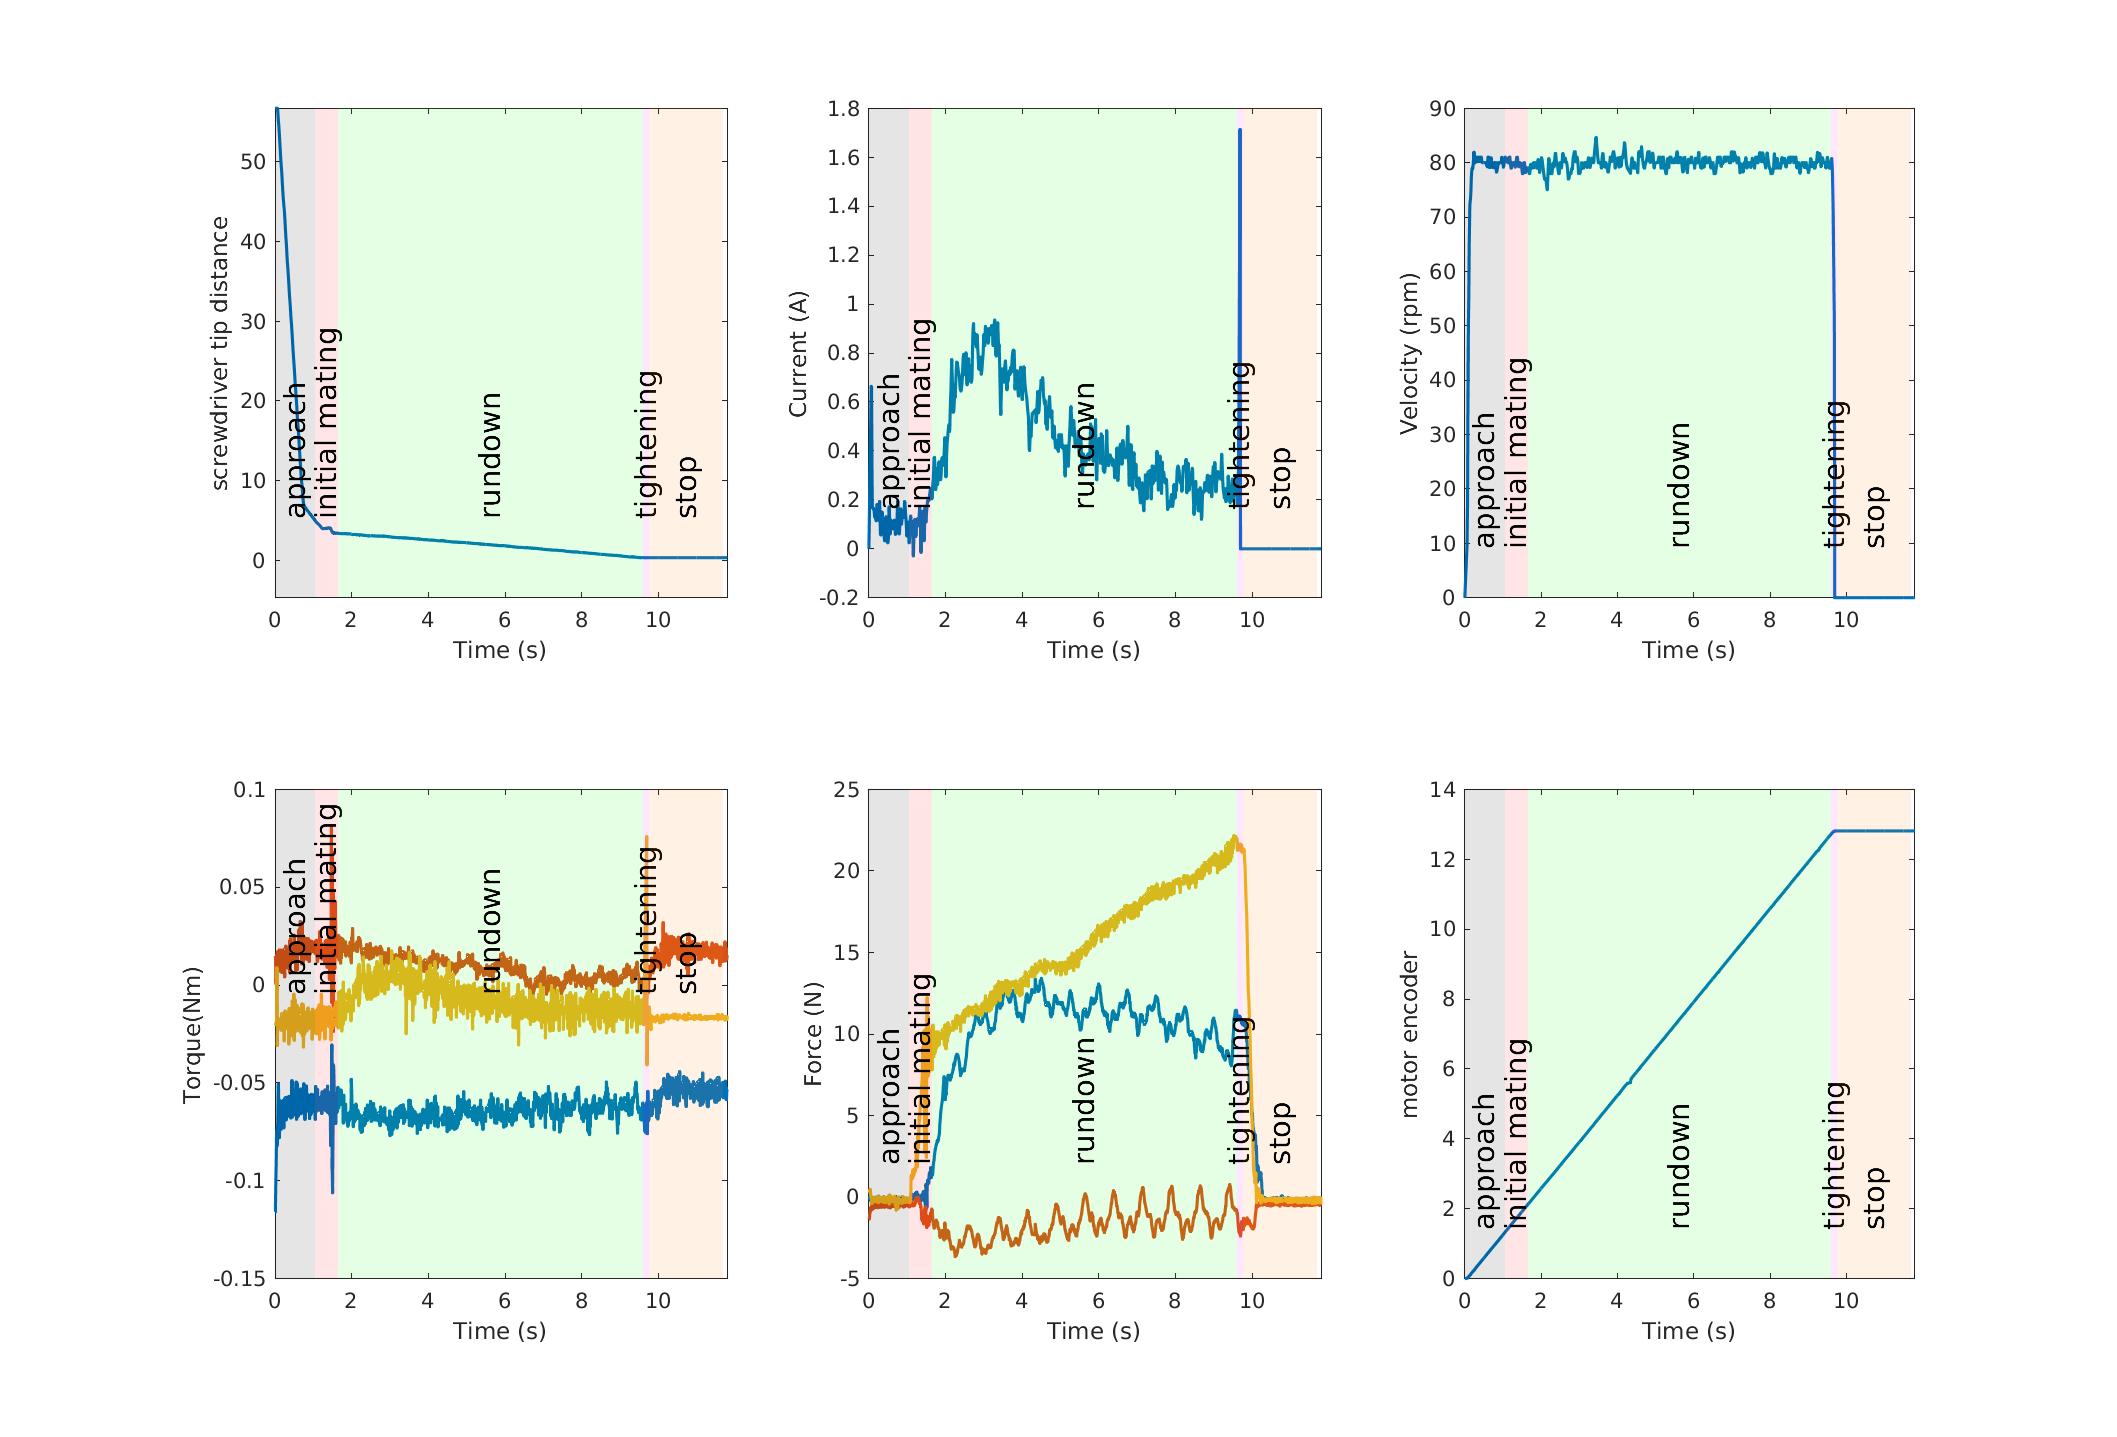 screwdriver tip distance
50
40
30
20
10
0
approach
initial mating
rundown
tightening
stop
0 2 4 6 8 10
Time (s)
Current (A)
1.8
1.6
1.4
1.2
1
0.8
0.6
0.4
0.2
0
-0.2
approach
initial mating
rundown
tightening
stop
0 2 4 6 8 10
Time (s)
Velocity (rpm)
90
80
70
60
50
40
30
20
10
0
approach
initial mating
rundown
tightening
stop
0 2 4 6 8 10
Time (s)
Torque(Nm)
0.1
0.05
0
-0.05
-0.1
-0.15
approach
initial mating
rundown
tightening
stop
0 2 4 6 8 10
Time (s)
Force (N)
25
20
15
10
5
0
-5
approach
initial mating
rundown
tightening
stop
0 2 4 6 8 10
Time (s)
motor encoder
14
12
10
8
6
4
2
0
approach
initial mating
rundown
tightening
stop
0 2 4 6 8 10
Time (s)